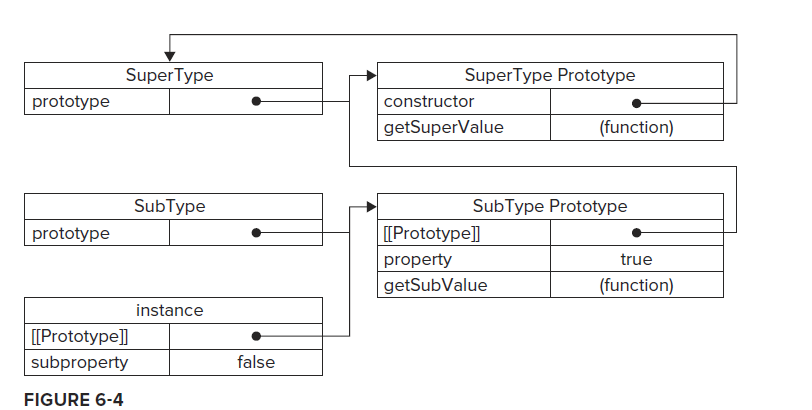 SuperType
prototype
SuperType Prototype
constructor
getSuperValue (function)
SubType
prototype
SubType Prototype
[[Prototype]]
property true
getSubValue (function)
instance
[[Prototype]]
subproperty false
FIGURE 6-4